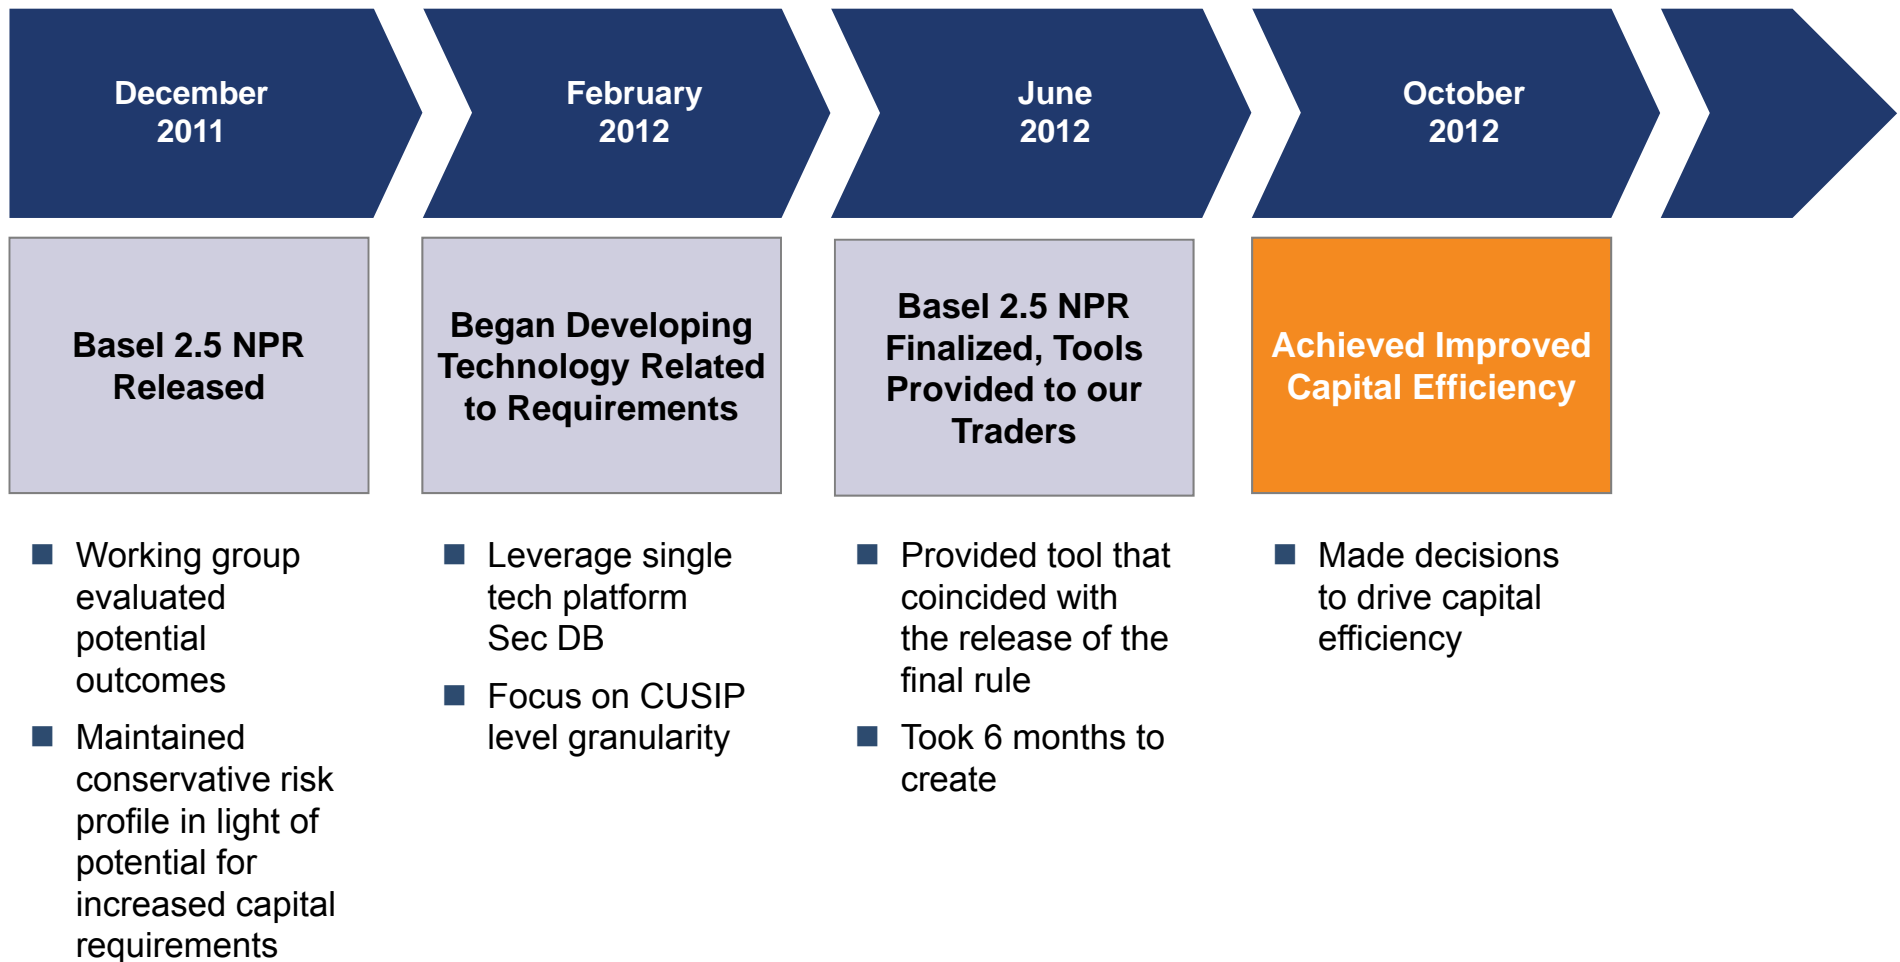 December
2011
February
2012
June
2012
October
2012
Basel 2.5 NPR
Released
Began Developing
Technology Related
to Requirements
Basel 2.5 NPR
Finalized, Tools
Provided to our
Traders
Achieved Improved
Capital Efficiency
Working group
evaluated
potential
outcomes
Maintained
conservative risk
profile in light of
potential for
increased capital
requirements
Leverage single
tech platform
Sec DB
Focus on CUSIP
level granularity
Provided tool that
coincided with
the release of the
final rule
Took 6 months to
create
Made decisions
to drive capital
efficiency